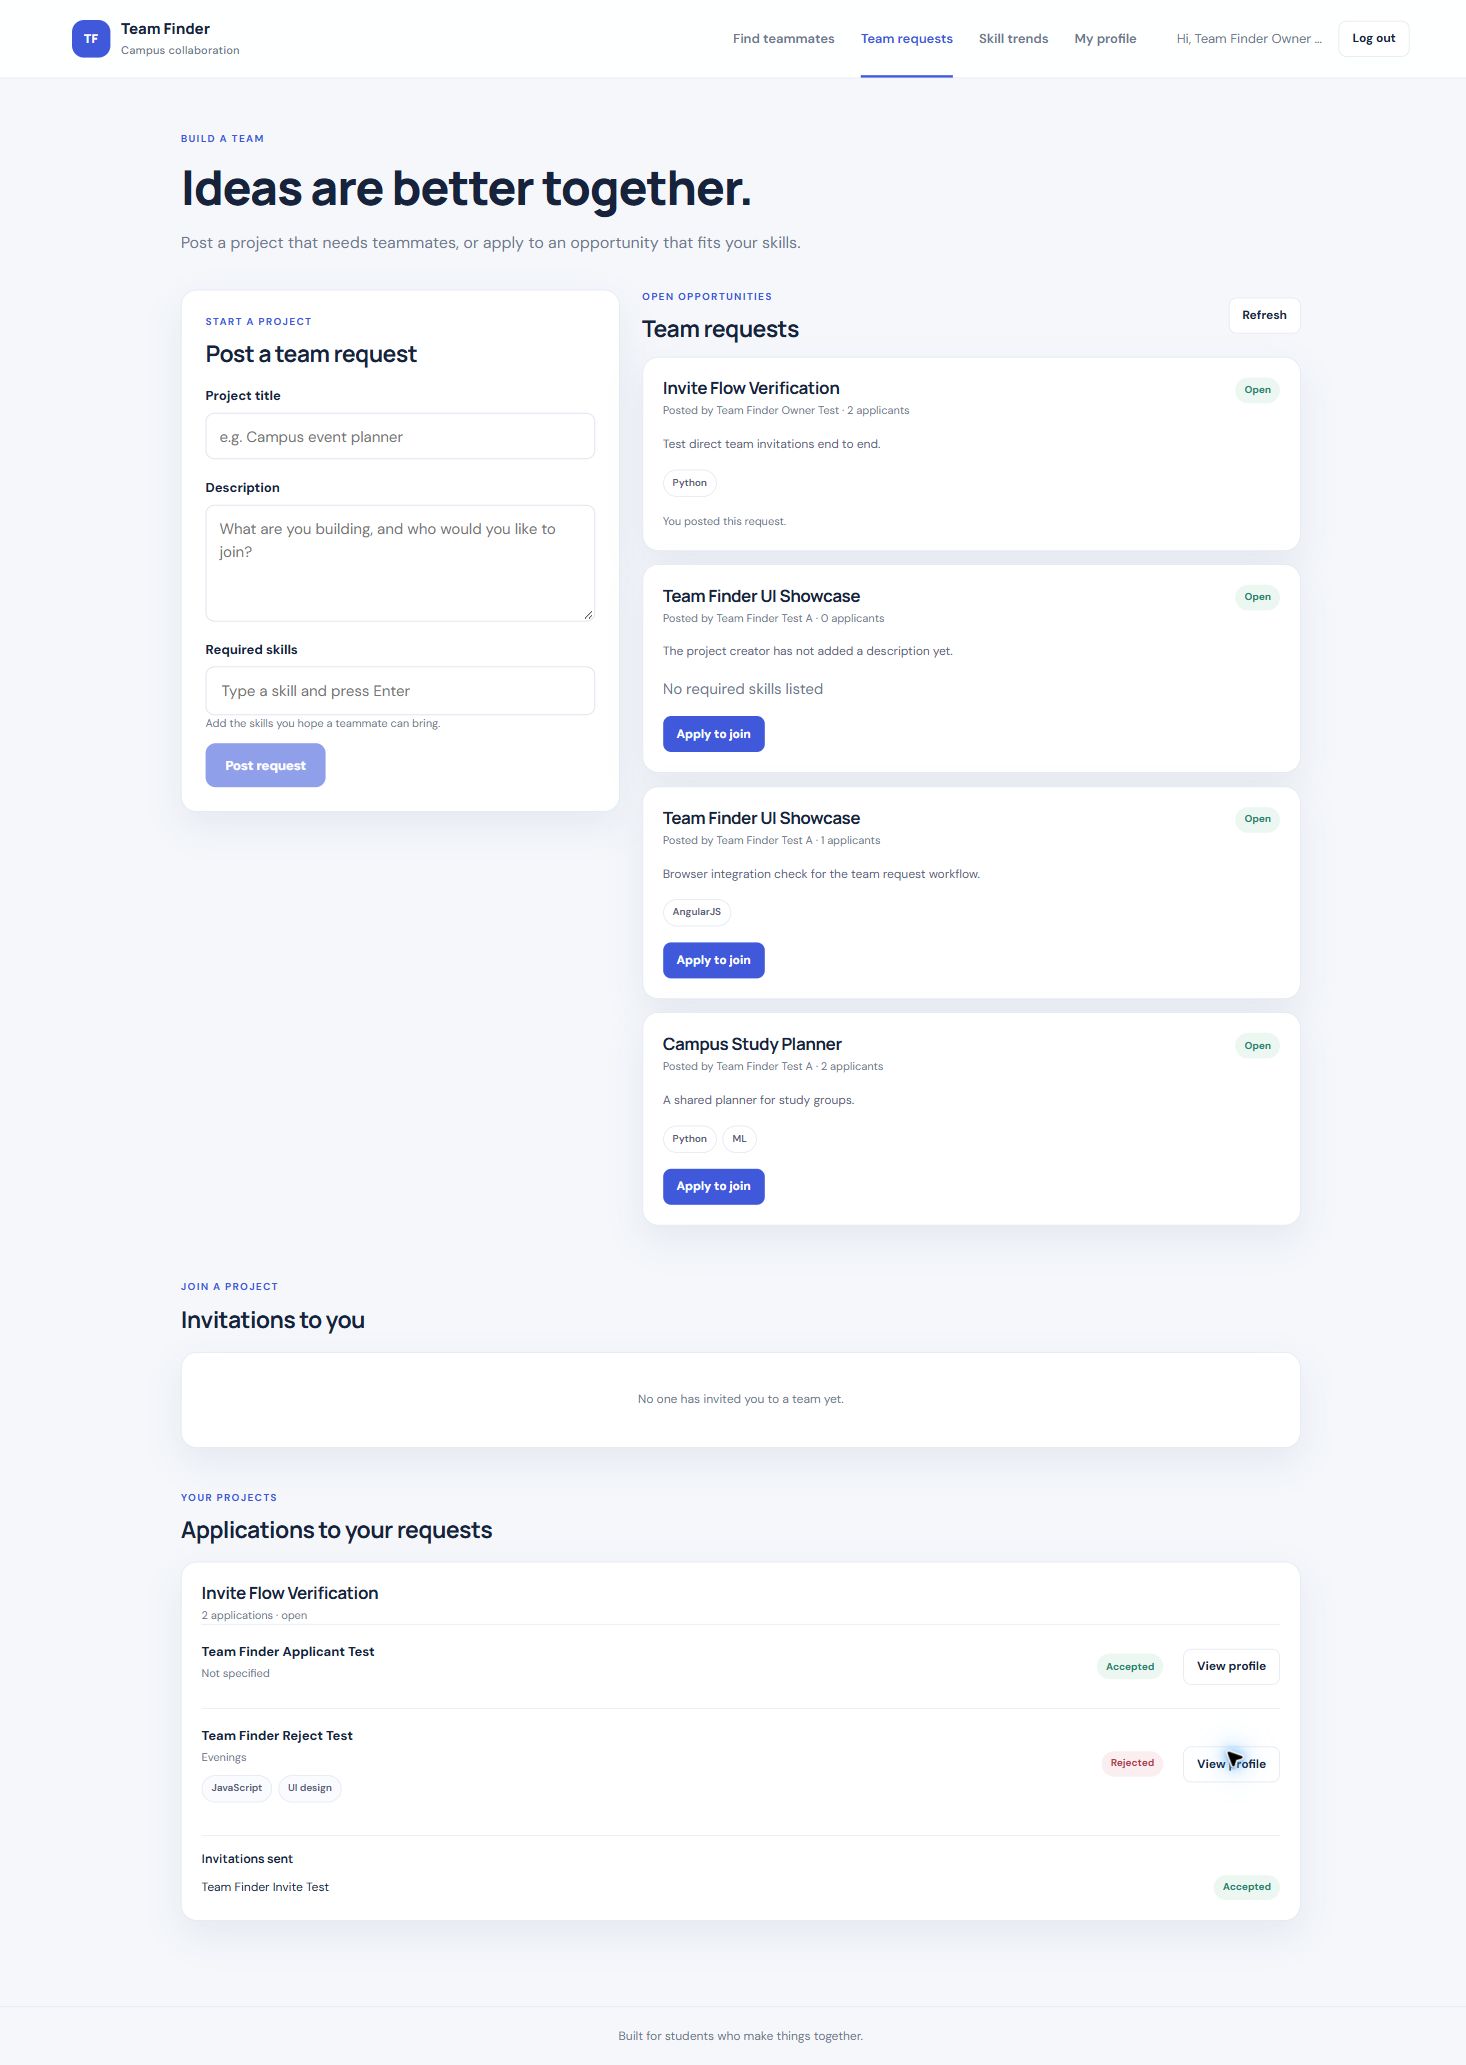 TF
Team Finder
Campus collaboration
Find teammates
Team requests
Skill trends
My profile
Hi, Team Finder Owner ...
Log out
BUILD A TEAM
Ideas are better together.
Post a project that needs teammates, or apply to an opportunity that fits your skills.
START A PROJECT
Post a team request
Project title
e.g. Campus event planner
Description
What are you building, and who would you like to
join?
Required skills
Type a skill and press Enter
Add the skills you hope a teammate can bring.
Post request
OPEN OPPORTUNITIES
Team requests
Refresh
Invite Flow Verification
Open
Posted by Team Finder Owner Test · 2 applicants
Test direct team invitations end to end.
Python
You posted this request.
Team Finder UI Showcase
Open
Posted by Team Finder Test A · 0 applicants
The project creator has not added a description yet.
No required skills listed
Apply to join
Team Finder UI Showcase
Open
Posted by Team Finder Test A · 1 applicants
Browser integration check for the team request workflow.
AngularJS
Apply to join
Campus Study Planner
Open
Posted by Team Finder Test A · 2 applicants
A shared planner for study groups.
Python
ML
Apply to join
JOIN A PROJECT
Invitations to you
No one has invited you to a team yet.
YOUR PROJECTS
Applications to your requests
Invite Flow Verification
2 applications · open
Team Finder Applicant Test
Not specified
Accepted
View profile
Team Finder Reject Test
Evenings
JavaScript
UI design
Rejected
View profile
Invitations sent
Team Finder Invite Test
Accepted
Built for students who make things together.